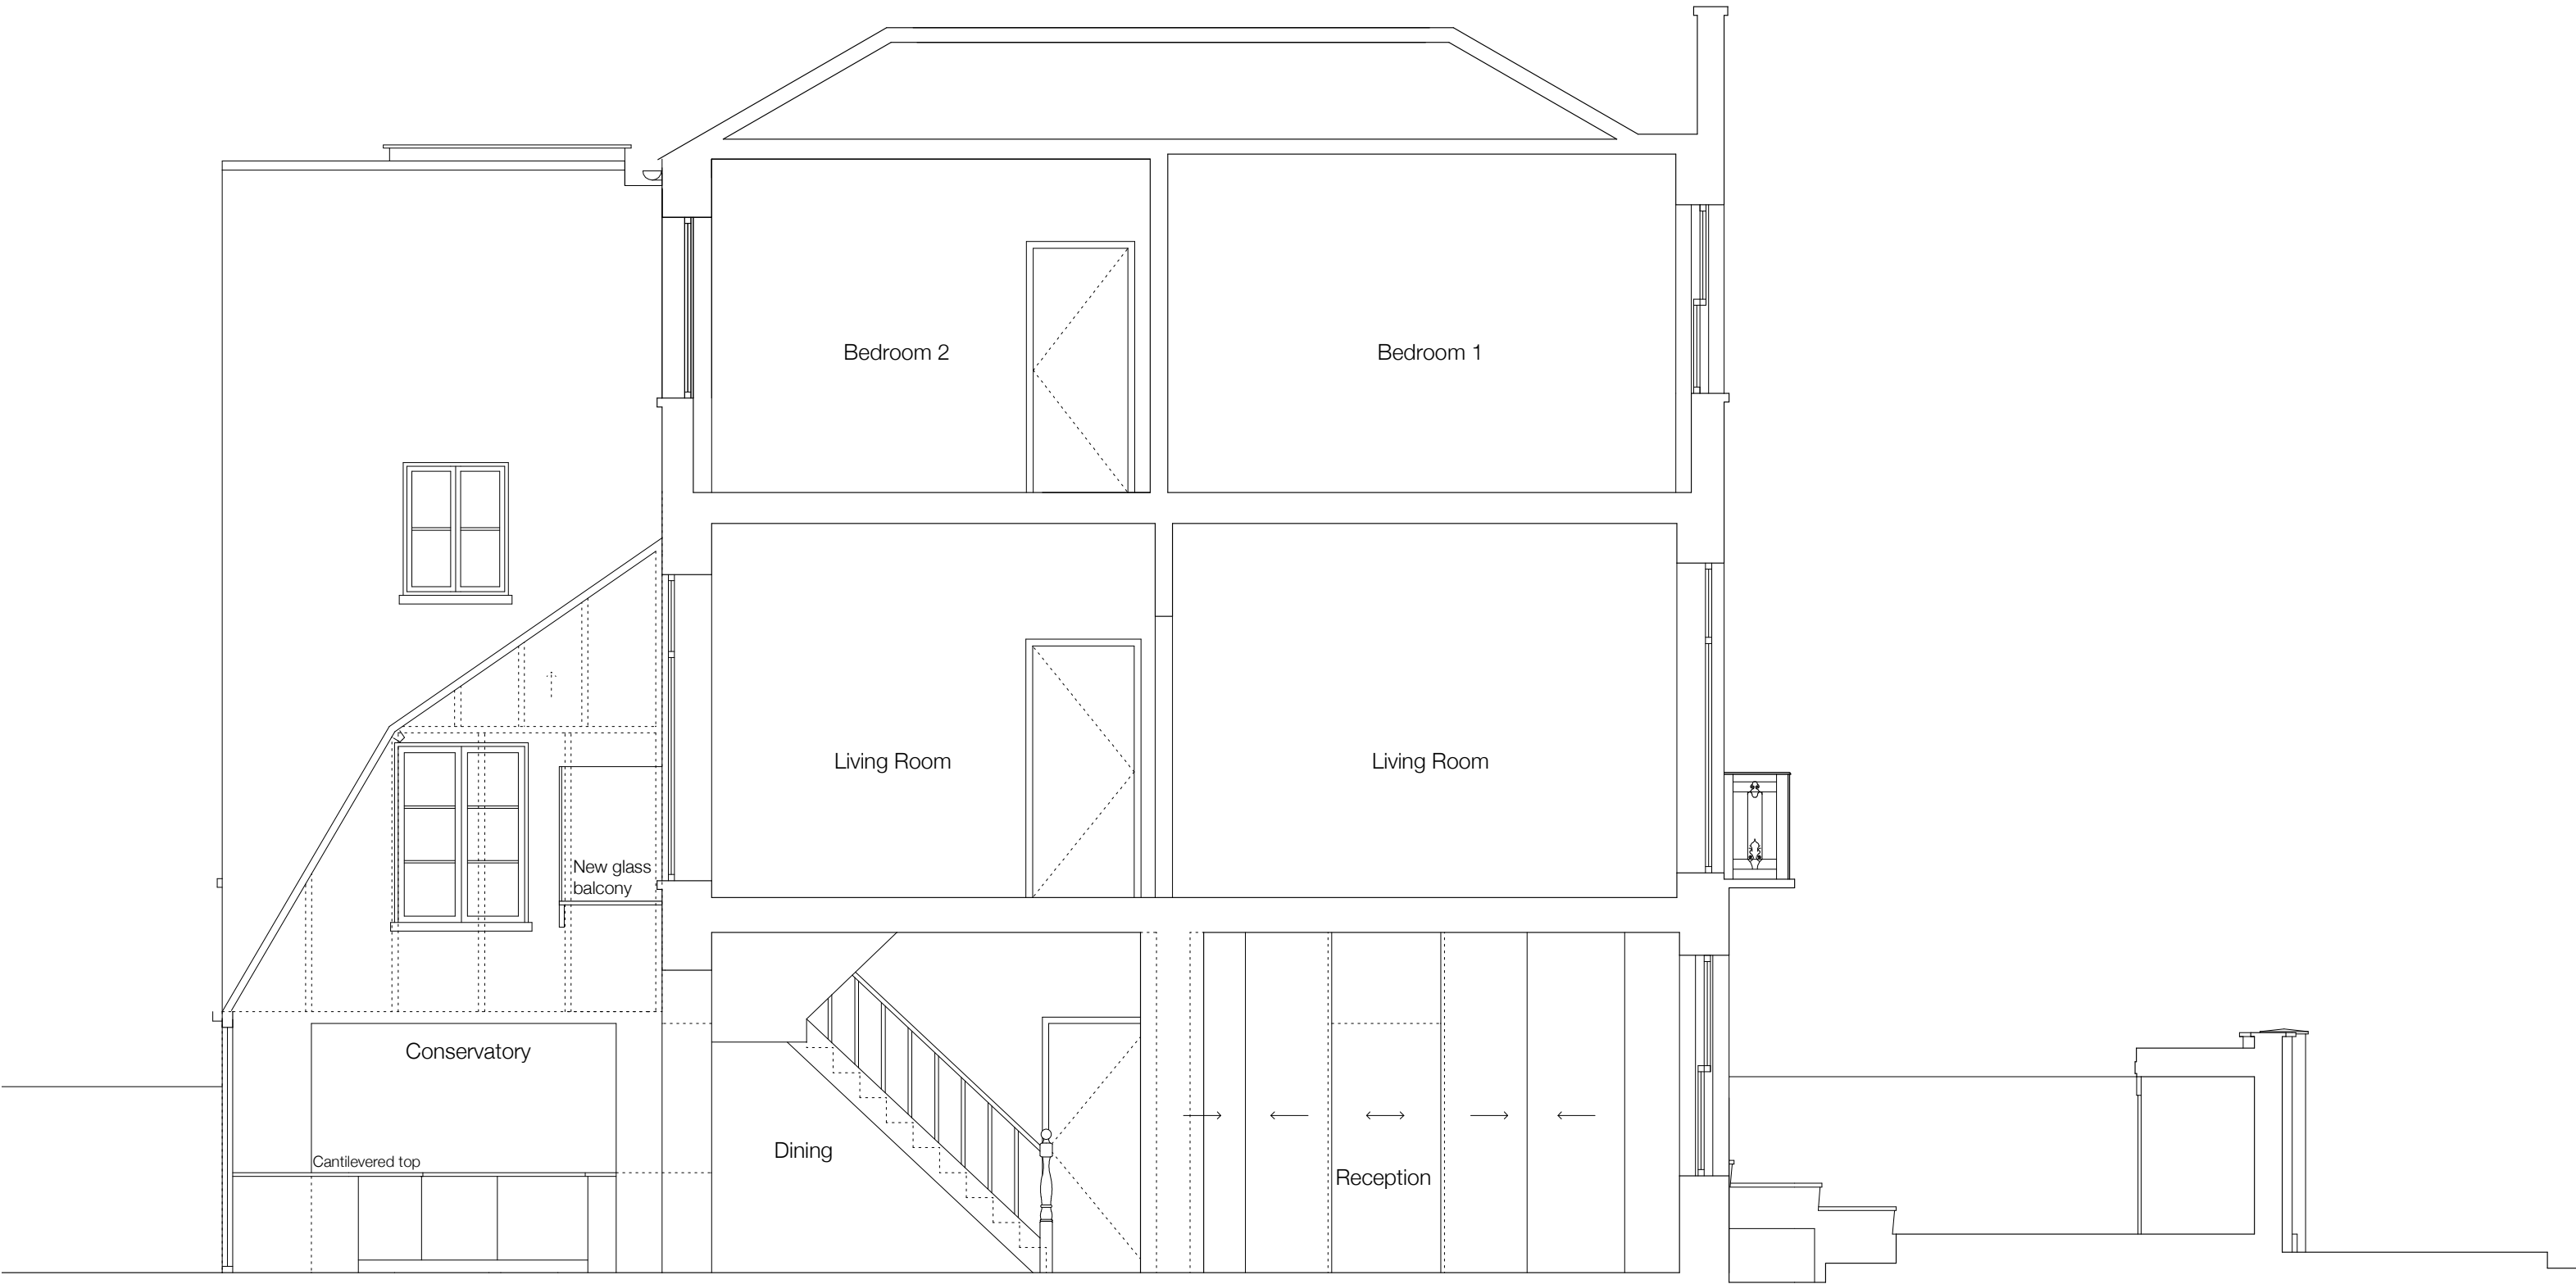 Bedroom 2
Bedroom 1
Living Room
Living Room
New glass
balcony
Conservatory
Cantilevered top
Dining
Reception